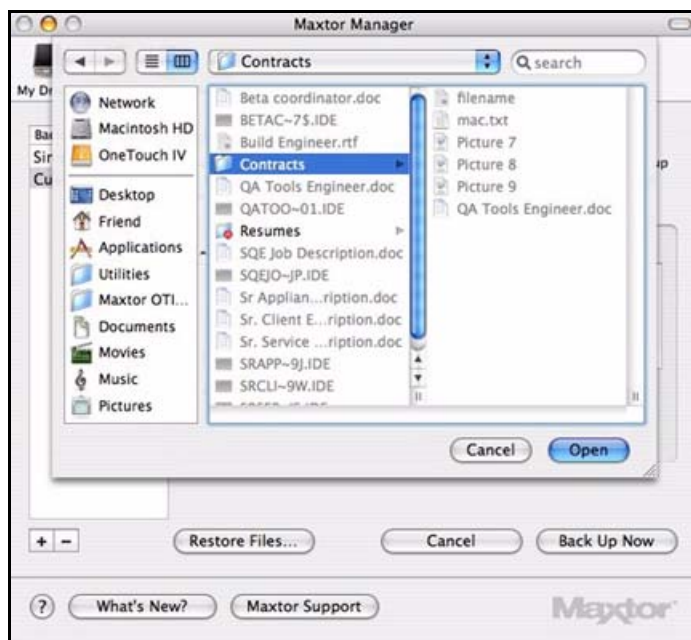 Maxtor Manager
Contracts
search
My Dr
Network
Macintosh HD
OneTouch IV
Desktop
Friend
Applications
Utilities
Maxtor OTI...
Documents
Movies
Music
Pictures
Beta coordinator.doc
BETAC~7$.IDE
Build Engineer.rtf
Contracts
QA Tools Engineer.doc
QATOO~01.IDE
Resumes
SQE Job Description.doc
SQEJO~JP.IDE
Sr Applian...ription.doc
Sr. Client E...ription.doc
Sr. Service ...ription.doc
SRAPP~9J.IDE
SRCLI~9W.IDE
filename
mac.txt
Picture 7
Picture 8
Picture 9
QA Tools Engineer.doc
Ba
Sir
Cu
up
Cancel
Open
+ −
Restore Files...
Cancel
Back Up Now
?
What's New?
Maxtor Support
Maxtor